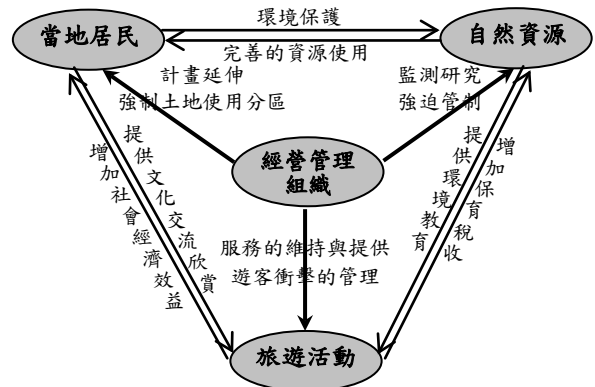 環境保護
當地居民
自然資源
完善的資源使用
計畫延伸
強制土地使用分區
監測研究
強迫管制
經營管理
組織
提供文化交流欣賞
增加社會經濟效益
提供環境教育
增加保育稅收
服務的維持與提供
遊客衝擊的管理
旅遊活動